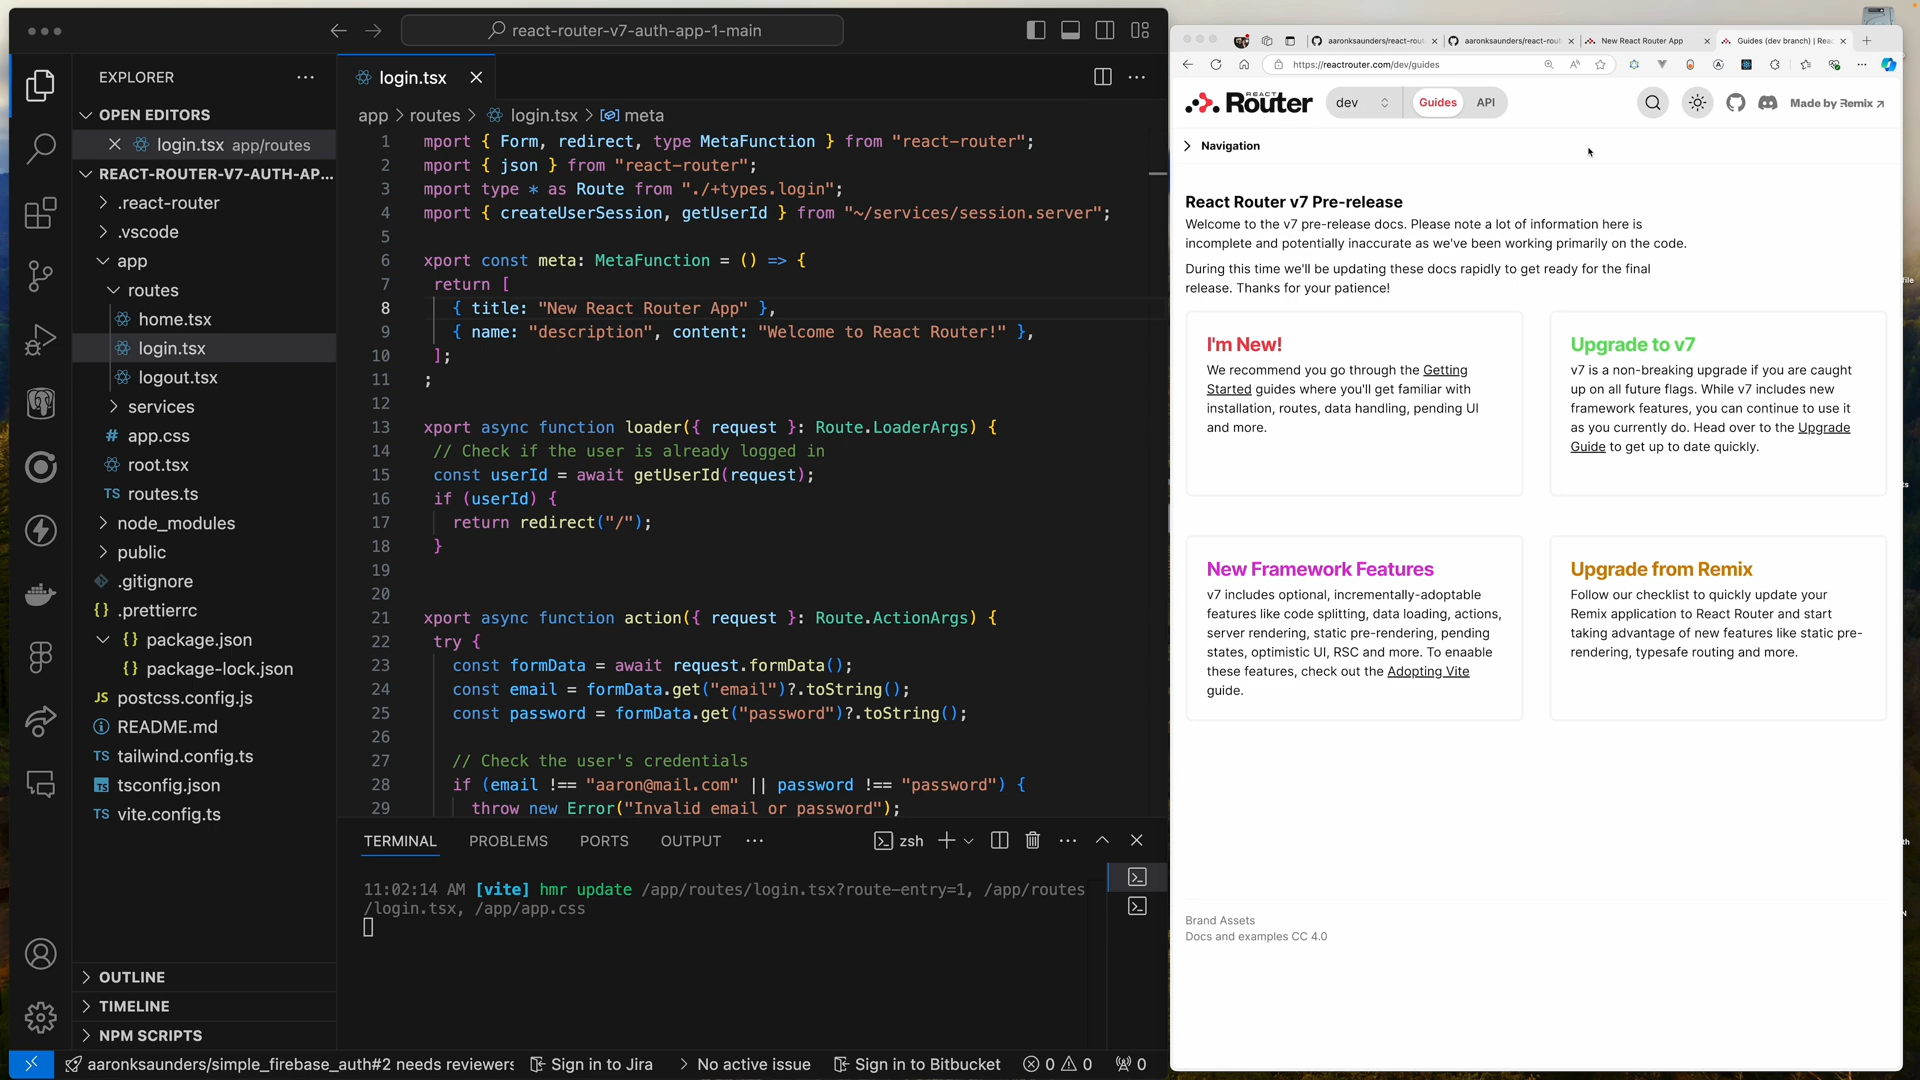 react-router-v7-auth-app-1-main
EXPLORER
OPEN EDITORS
login.tsx app/routes
REACT-ROUTER-V7-AUTH-AP...
.react-router
.vscode
app
routes
home.tsx
login.tsx
logout.tsx
services
# app.css
root.tsx
TS routes.ts
node_modules
public
.gitignore
{} .prettierrc
{} package.json
{} package-lock.json
JS postcss.config.js
README.md
TS tailwind.config.ts
tsconfig.json
TS vite.config.ts
OUTLINE
TIMELINE
NPM SCRIPTS
login.tsx
app > routes > login.tsx > meta
1 mport { Form, redirect, type MetaFunction } from "react-router";
2 mport { json } from "react-router";
3 mport type * as Route from "./+types.login";
4 mport { createUserSession, getUserId } from "~/services/session.server";
5
6 xport const meta: MetaFunction = () => {
7 return [
8 { title: "New React Router App" },
9 { name: "description", content: "Welcome to React Router!" },
10 ];
11 ;
12
13 xport async function loader({ request }: Route.LoaderArgs) {
14 // Check if the user is already logged in
15 const userId = await getUserId(request);
16 if (userId) {
17 return redirect("/");
18 }
19
20
21 xport async function action({ request }: Route.ActionArgs) {
22 try {
23 const formData = await request.formData();
24 const email = formData.get("email")?.toString();
25 const password = formData.get("password")?.toString();
26
27 // Check the user's credentials
28 if (email !== "aaron@mail.com" || password !== "password") {
29 throw new Error("Invalid email or password");
TERMINAL PROBLEMS PORTS OUTPUT
zsh
11:02:14 AM [vite] hmr update /app/routes/login.tsx?route-entry=1, /app/routes
/login.tsx, /app/app.css
aaronksaunders/simple_firebase_auth#2 needs reviewers Sign in to Jira No active issue Sign in to Bitbucket 0 0 0
aaronksaunders/react-rout aaronksaunders/react-rout New React Router App Guides (dev branch) | Reac
https://reactrouter.com/dev/guides
REACT
Router dev Guides API Made by Remix
Navigation
React Router v7 Pre-release
Welcome to the v7 pre-release docs. Please note a lot of information here is
incomplete and potentially inaccurate as we've been working primarily on the code.
During this time we'll be updating these docs rapidly to get ready for the final
release. Thanks for your patience!
I'm New!
We recommend you go through the Getting
Started guides where you'll get familiar with
installation, routes, data handling, pending UI
and more.
Upgrade to v7
v7 is a non-breaking upgrade if you are caught
up on all future flags. While v7 includes new
framework features, you can continue to use it
as you currently do. Head over to the Upgrade
Guide to get up to date quickly.
New Framework Features
v7 includes optional, incrementally-adoptable
features like code splitting, data loading, actions,
server rendering, static pre-rendering, pending
states, optimistic UI, RSC and more. To enaable
these features, check out the Adopting Vite
guide.
Upgrade from Remix
Follow our checklist to quickly update your
Remix application to React Router and start
taking advantage of new features like static pre-
rendering, typesafe routing and more.
Brand Assets
Docs and examples CC 4.0